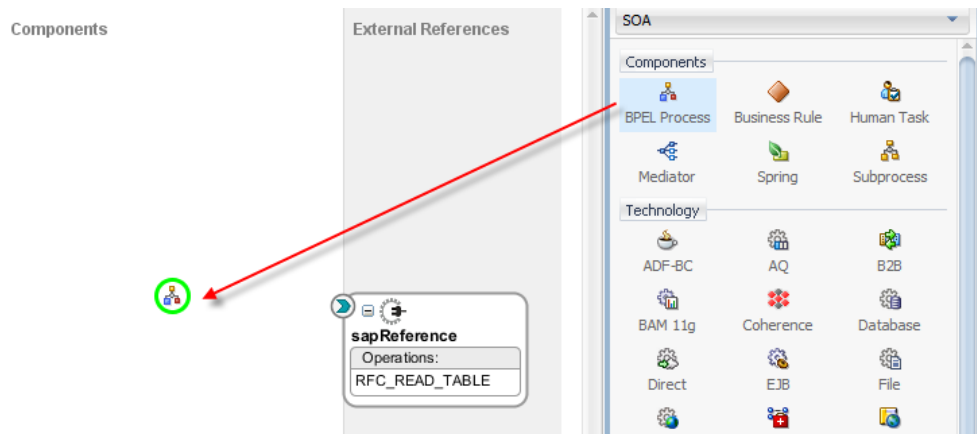 Components
External References
sapReference
Operations:
RFC_READ_TABLE
SOA
Components
BPEL Process Business Rule Human Task
Mediator Spring Subprocess
Technology
ADF-BC AQ B2B
BAM 11g Coherence Database
Direct EJB File